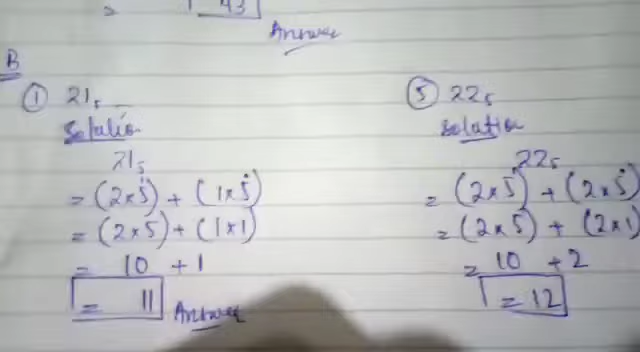 = 43
Answer
B
① 21₅
Solution
21₅
= (2×5¹) + (1×5⁰)
= (2×5) + (1×1)
= 10 + 1
= 11 Answer
⑤ 22₅
Solution
22₅
= (2×5¹) + (2×5⁰)
= (2×5) + (2×1)
= 10 + 2
= 12